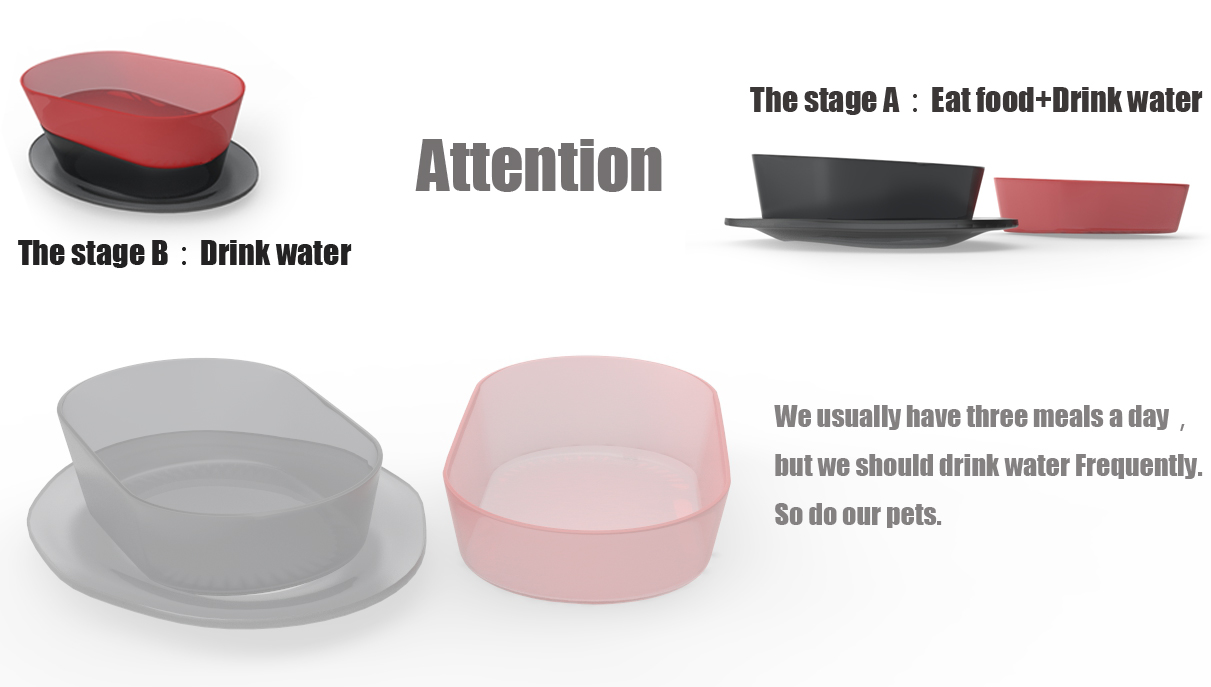 The stage A : Eat food+Drink water
Attention
The stage B : Drink water
We usually have three meals a day ,
but we should drink water Frequently.
So do our pets.